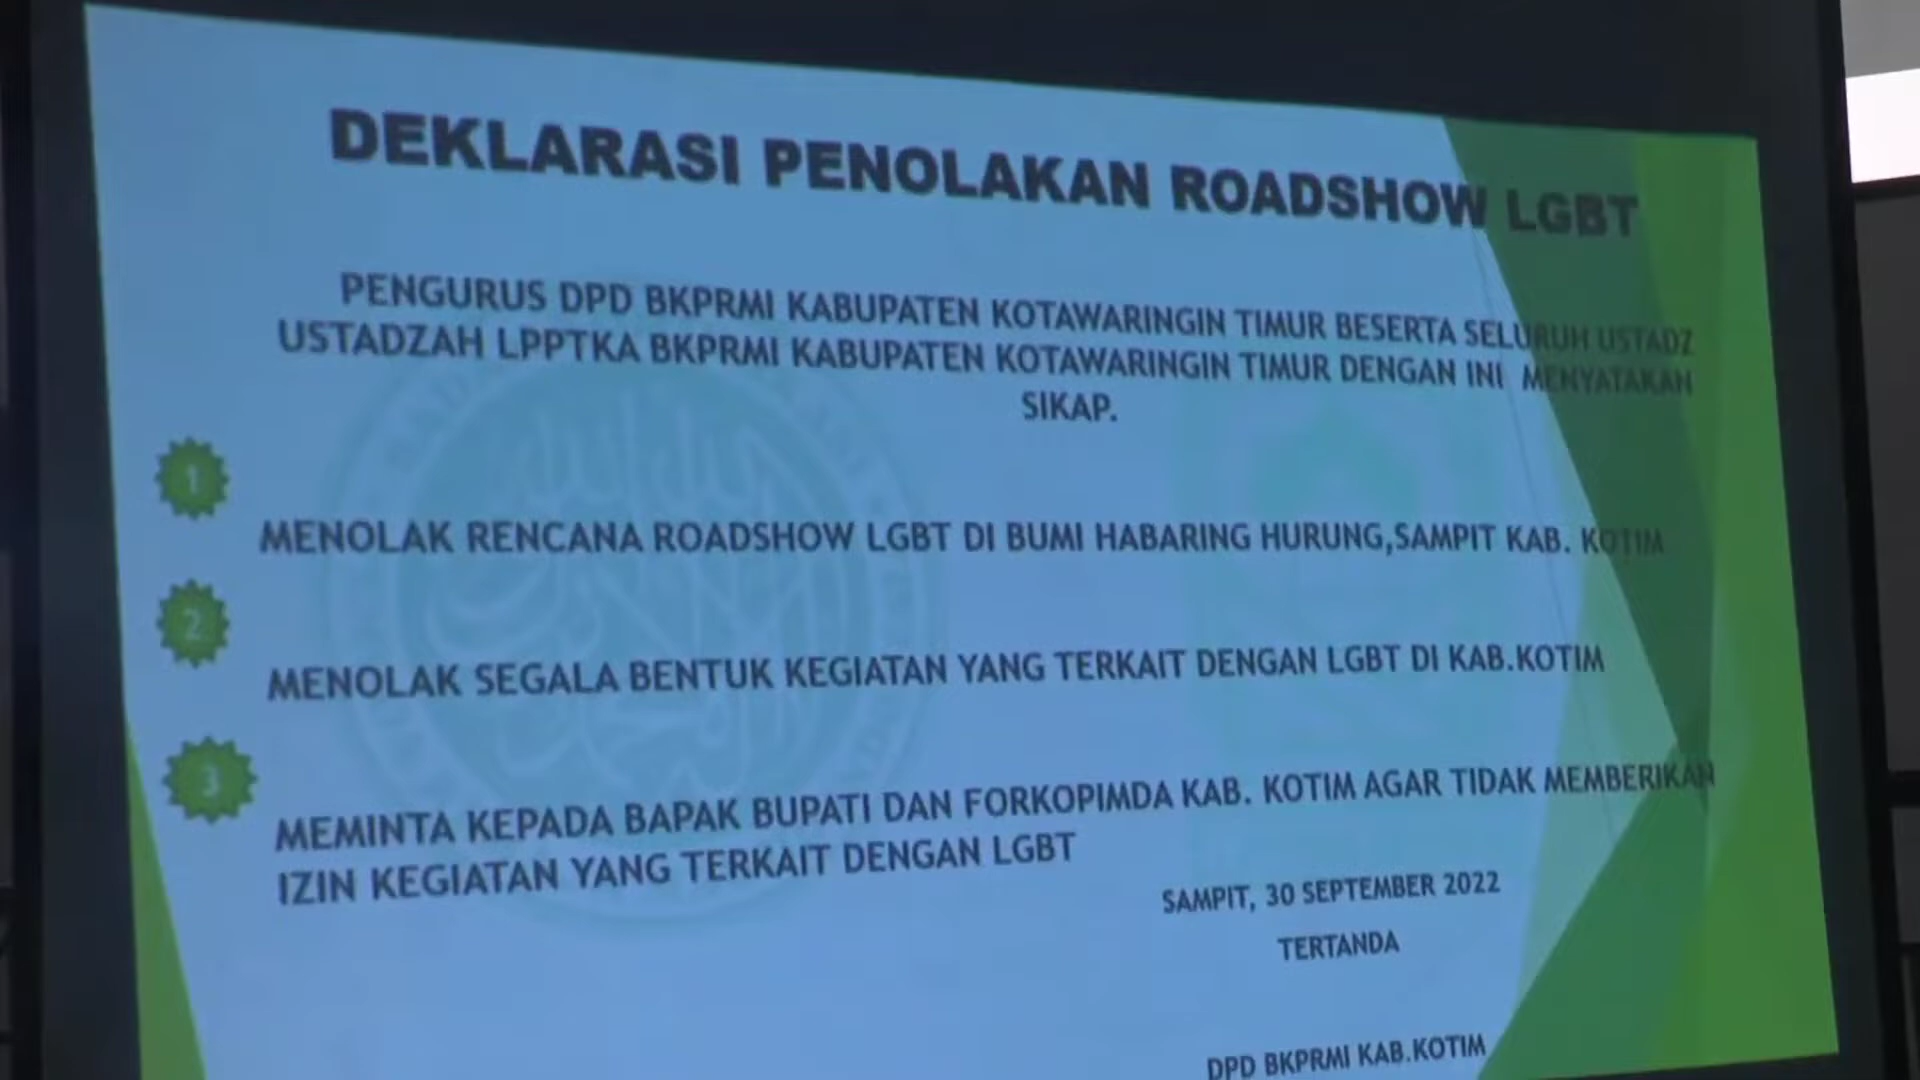 DEKLARASI PENOLAKAN ROADSHOW LGBT
PENGURUS DPD BKPRMI KABUPATEN KOTAWARINGIN TIMUR BESERTA SELURUH USTADZ
USTADZAH LPPTKA BKPRMI KABUPATEN KOTAWARINGIN TIMUR DENGAN INI MENYATAKAN
SIKAP.
1
MENOLAK RENCANA ROADSHOW LGBT DI BUMI HABARING HURUNG,SAMPIT KAB. KOTIM
2
MENOLAK SEGALA BENTUK KEGIATAN YANG TERKAIT DENGAN LGBT DI KAB.KOTIM
3
MEMINTA KEPADA BAPAK BUPATI DAN FORKOPIMDA KAB. KOTIM AGAR TIDAK MEMBERIKAN
IZIN KEGIATAN YANG TERKAIT DENGAN LGBT
SAMPIT, 30 SEPTEMBER 2022
TERTANDA
DPD BKPRMI KAB.KOTIM